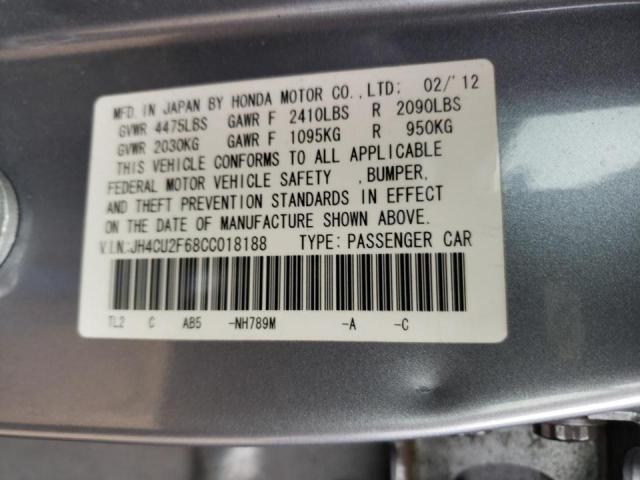 MFD. IN JAPAN BY HONDA MOTOR CO.,LTD: 02/'12
GVWR 4475LBS GAWR F 2410LBS R 2090LBS
GVWR 2030KG GAWR F 1095KG R 950KG
THIS VEHICLE CONFORMS TO ALL APPLICABLE
FEDERAL MOTOR VEHICLE SAFETY ,BUMPER,
AND THEFT PREVENTION STANDARDS IN EFFECT
ON THE DATE OF MANUFACTURE SHOWN ABOVE.
V.I.N:JH4CU2F68CC018188 TYPE: PASSENGER CAR
TL2 C AB5 -NH789M -A -C